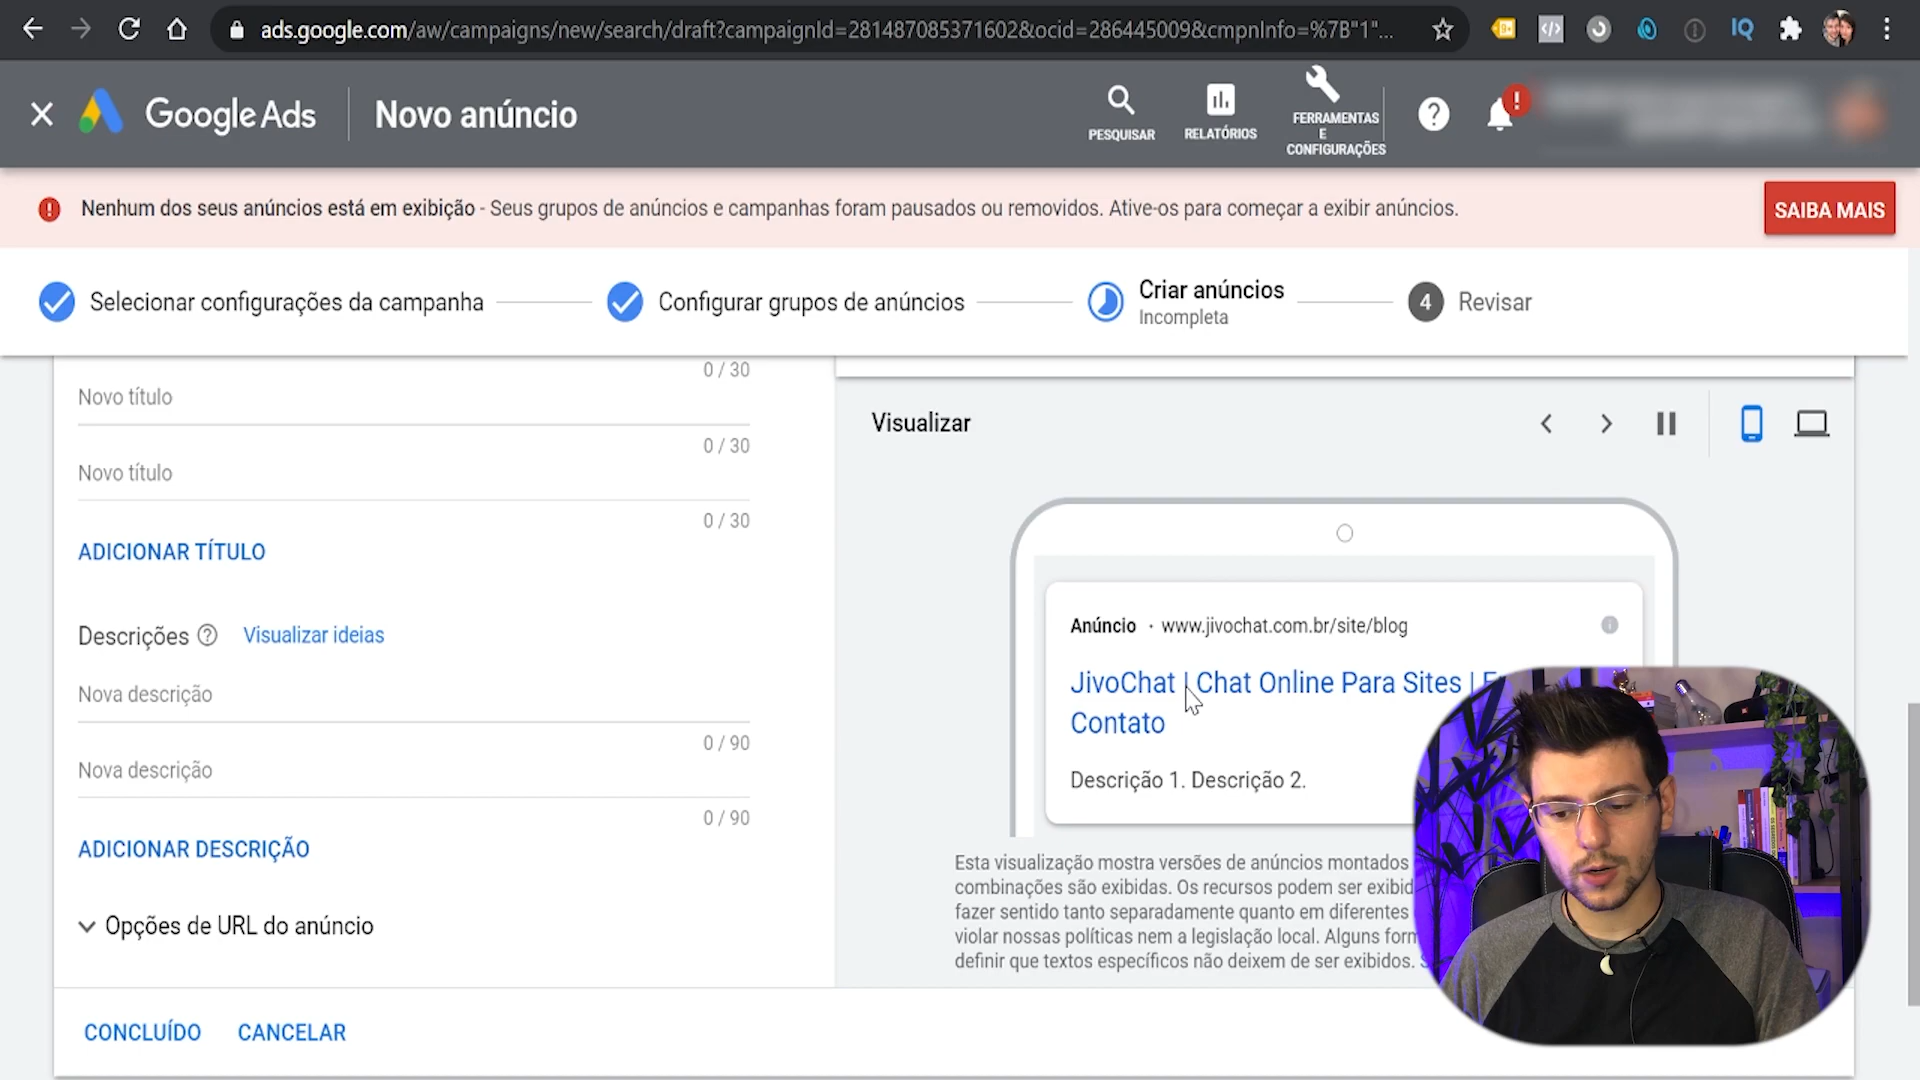 ads.google.com/aw/campaigns/new/search/draft?campaignId=281487085371602&ocid=286445009&cmpnInfo=%7B"1"...
IQ
Google Ads
Novo anúncio
PESQUISAR
RELATÓRIOS
FERRAMENTAS
E
CONFIGURAÇÕES
Nenhum dos seus anúncios está em exibição - Seus grupos de anúncios e campanhas foram pausados ou removidos. Ative-os para começar a exibir anúncios.
SAIBA MAIS
Selecionar configurações da campanha
Configurar grupos de anúncios
Criar anúncios
Incompleta
4
Revisar
0 / 30
Novo título
0 / 30
Novo título
0 / 30
ADICIONAR TÍTULO
Descrições
Visualizar ideias
Nova descrição
0 / 90
Nova descrição
0 / 90
ADICIONAR DESCRIÇÃO
Opções de URL do anúncio
CONCLUÍDO
CANCELAR
Visualizar
Anúncio · www.jivochat.com.br/site/blog
JivoChat | Chat Online Para Sites |
Contato
Descrição 1. Descrição 2.
Esta visualização mostra versões de anúncios montados
combinações são exibidas. Os recursos podem ser
fazer sentido tanto separadamente quanto em diferentes
violar nossas políticas nem a legislação local. Alguns
definir que textos específicos não deixem de ser exibidos.